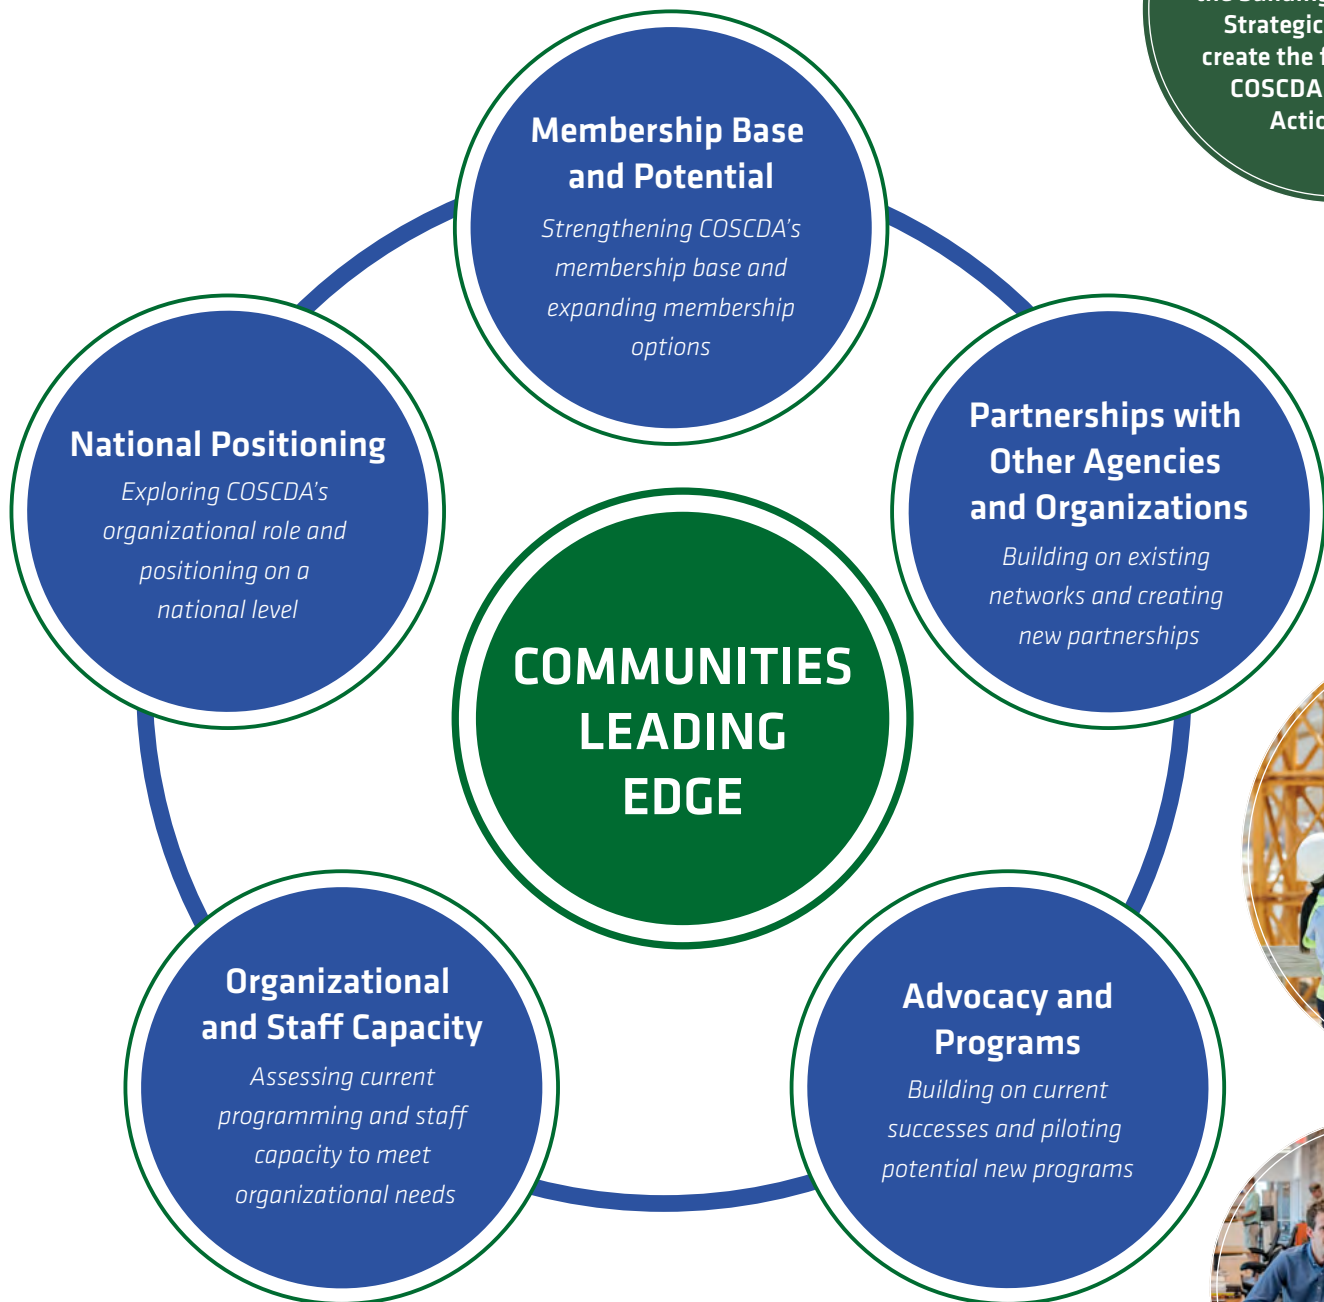 Strategic
create the
COSCDA
Membership Base
and Potential
Strengthening COSCDA's
membership base and
expanding membership
options
National Positioning
Exploring COSCDA's
organizational role and
positioning on a
national level
Partnerships with
Other Agencies
and Organizations
Building on existing
networks and creating
new partnerships
COMMUNITIES
LEADING
EDGE
Organizational
and Staff Capacity
Assessing current
programming and staff
capacity to meet
organizational needs
Advocacy and
Programs
Building on current
successes and piloting
potential new programs